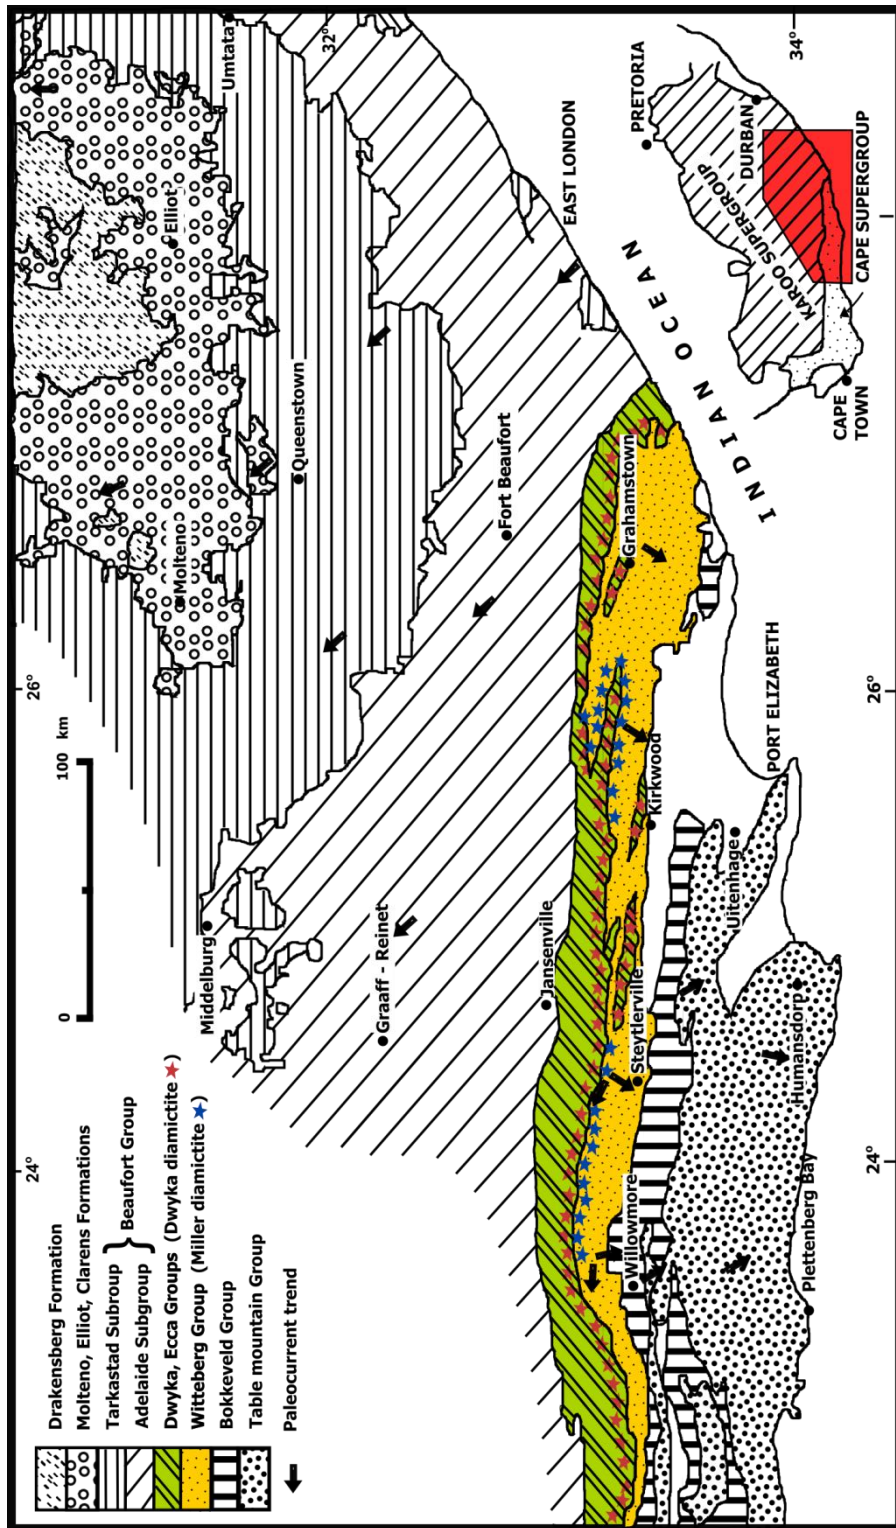 Drakensberg Formation
Molteno, Elliot, Clarens Formations
Tarkastad Subroup
Adelaide Subgroup
Beaufort Group
Dwyka, Ecca Groups (Dwyka diamictite ★)
Witteberg Group (Miller diamictite ★)
Bokkeveld Group
Table mountain Group
Paleocurrent trend
0 100 km
24°
26°
32°
34°
24°
26°
Umtata
Elliot
Molteno
Queenstown
Middelburg
EAST LONDON
Fort Beaufort
Graaff - Reinet
Jansenville
Grahamstown
Kirkwood
Steytlerville
Willowmore
Uitenhage
PORT ELIZABETH
Humansdorp
Plettenberg Bay
INDIAN OCEAN
PRETORIA
DURBAN
KAROO SUPERGROUP
CAPE SUPERGROUP
CAPE
TOWN